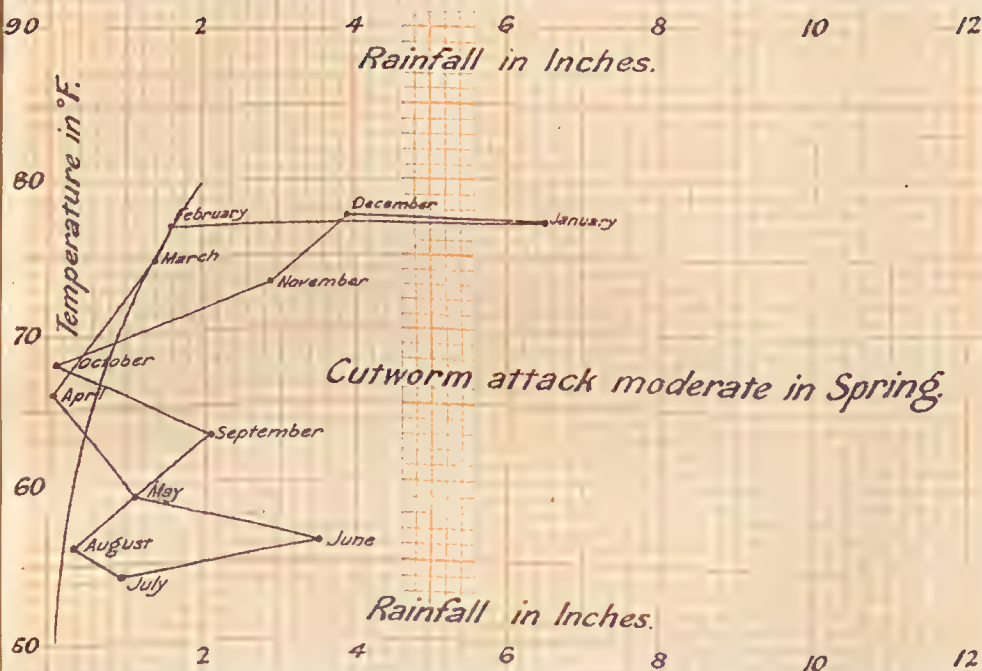 90 2 4 6 8 10 12
Rainfall in Inches.
Temperature in °F.
80
February
December
January
March
November
70
October
Cutworm attack moderate in Spring.
April
September
60
May
August
June
July
Rainfall in Inches.
60
2 4 6 8 10 12